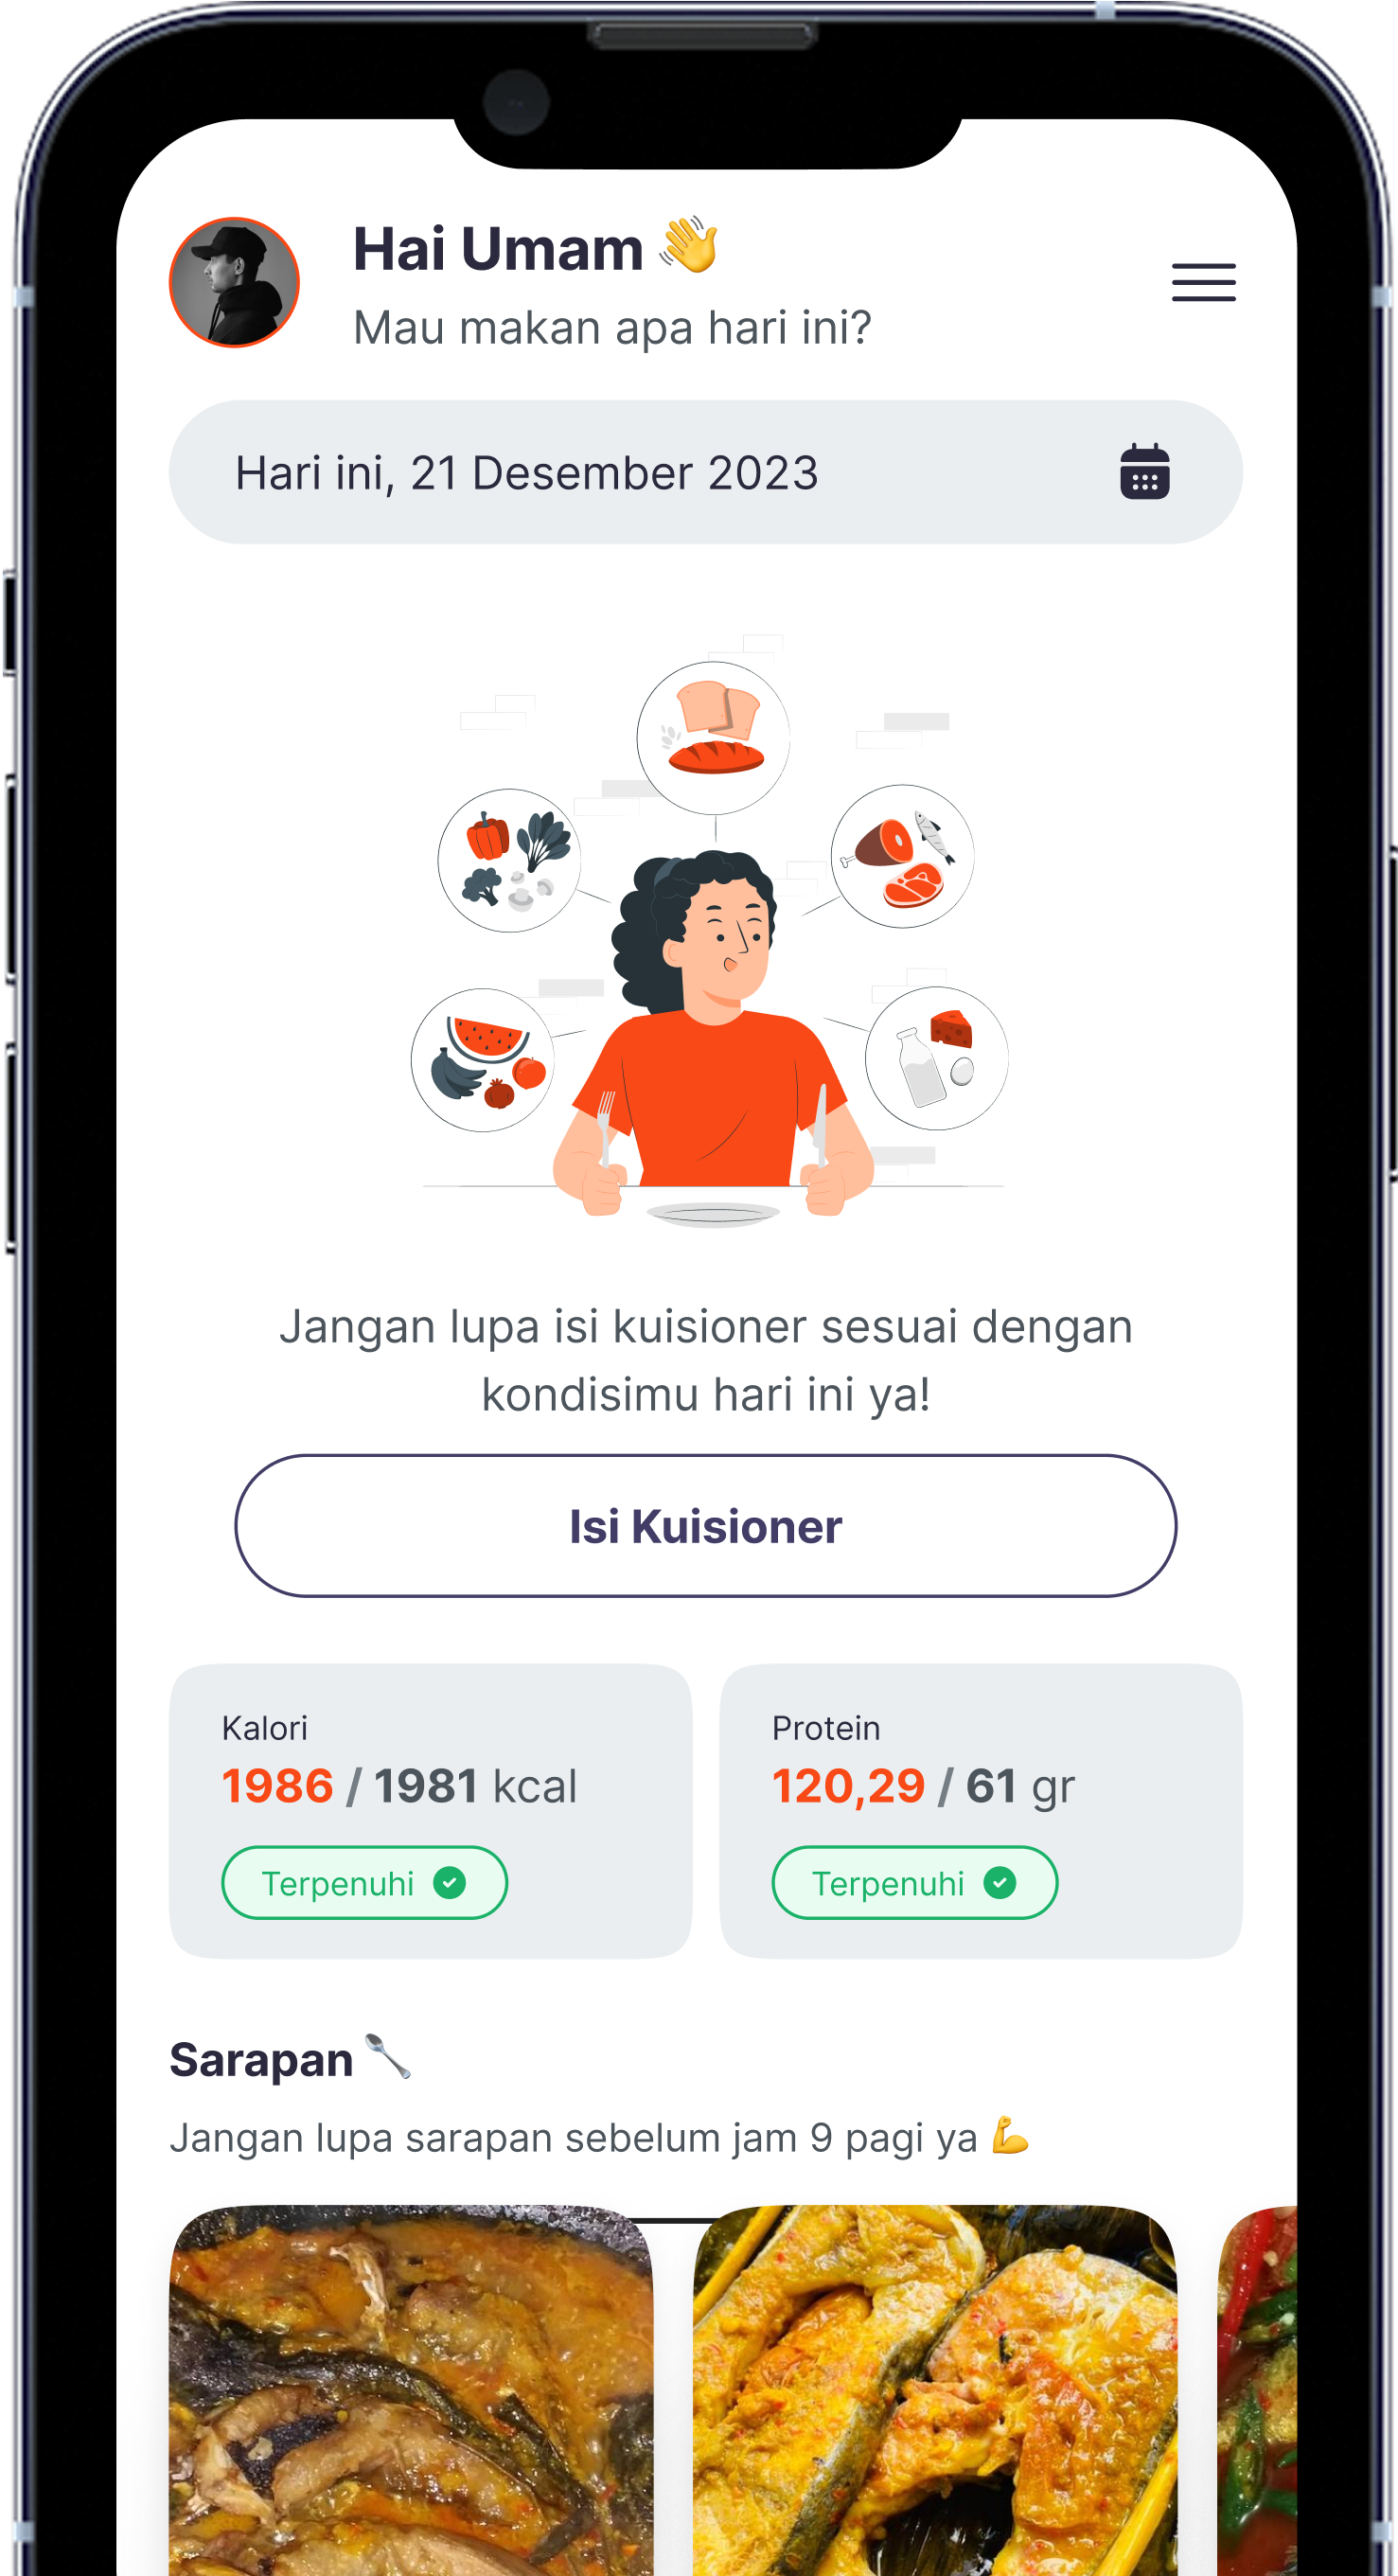 Hai Umam 👋
Mau makan apa hari ini?
Hari ini, 21 Desember 2023
Jangan lupa isi kuisioner sesuai dengan
kondisimu hari ini ya!
Isi Kuisioner
Kalori
1986 / 1981 kcal
Terpenuhi
Protein
120,29 / 61 gr
Terpenuhi
Sarapan 🥄
Jangan lupa sarapan sebelum jam 9 pagi ya 💪